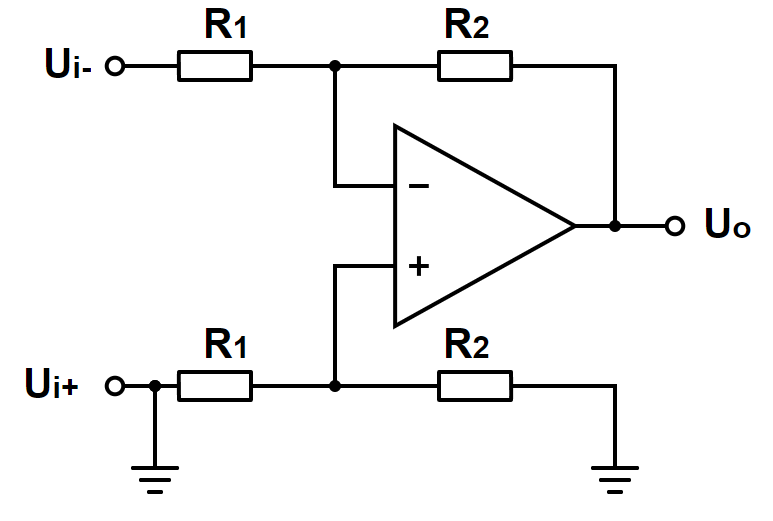 R1 R2
Ui-
−
Uo
+
R1 R2
Ui+